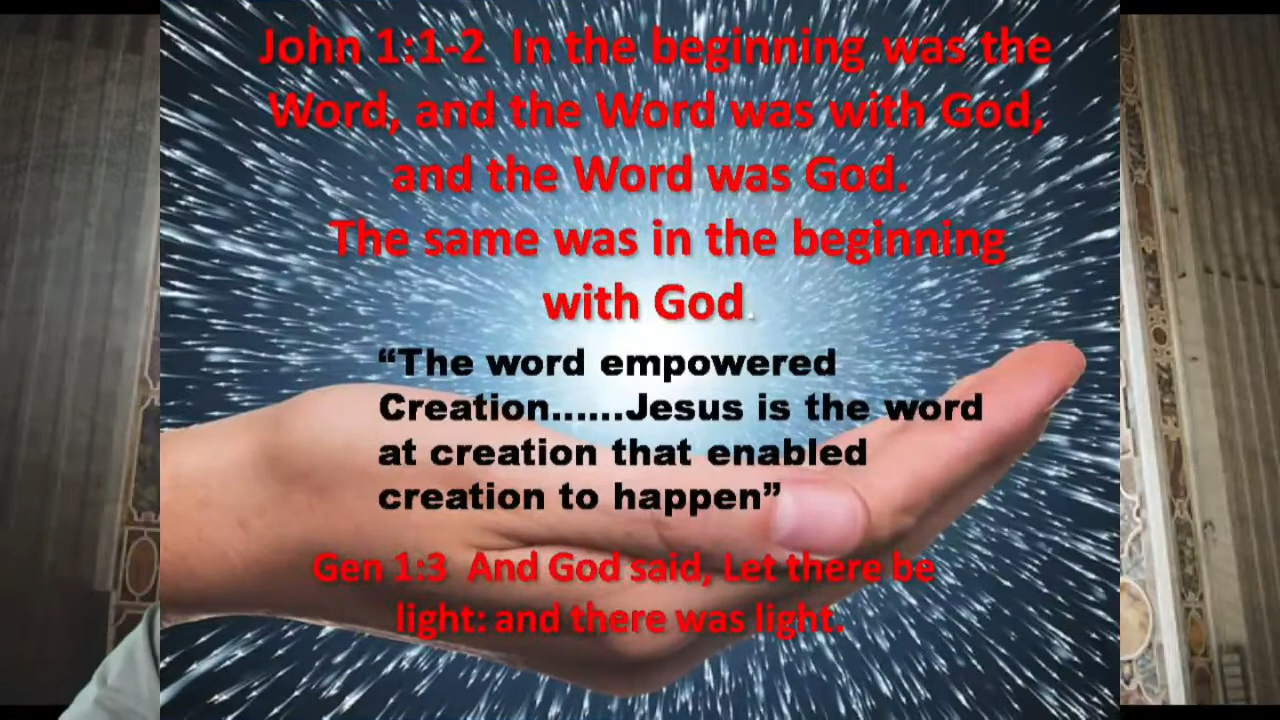 John 1:1-2 In the beginning was the
Word, and the Word was with God,
and the Word was God.
The same was in the beginning
with God.
“The word empowered
Creation......Jesus is the word
at creation that enabled
creation to happen”
Gen 1:3 And God said, Let there be
light: and there was light.